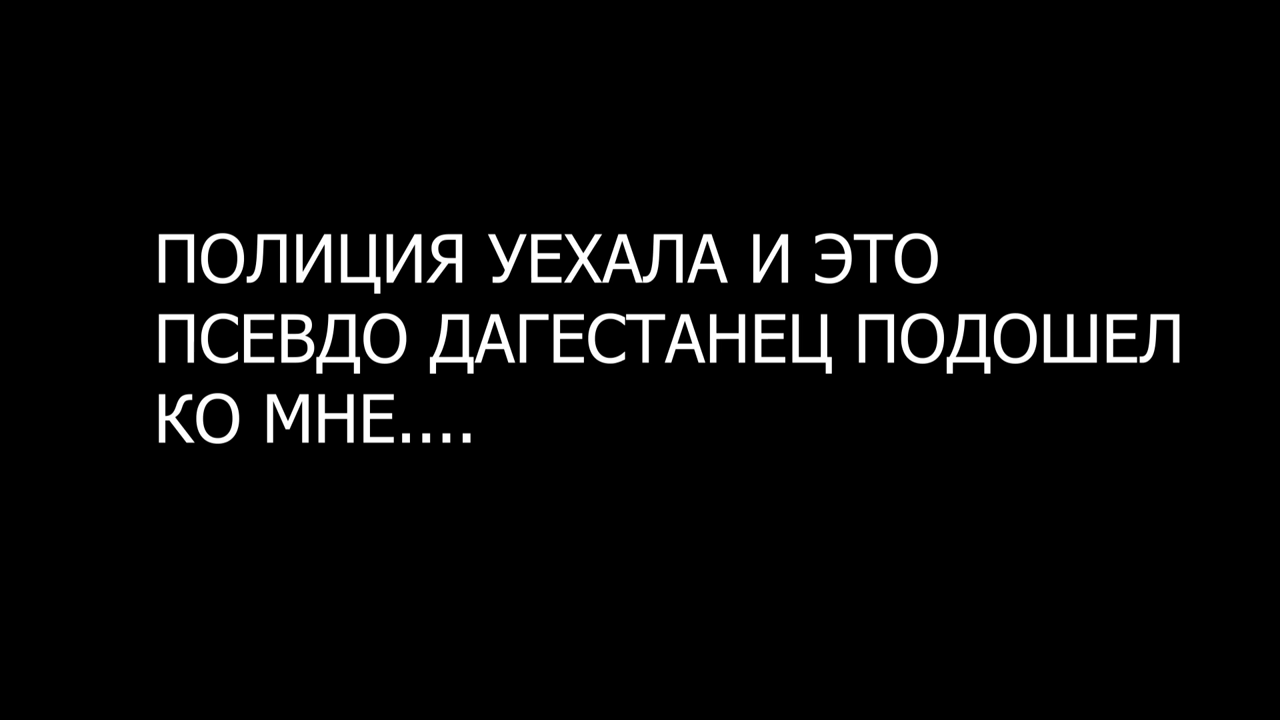 ПОЛИЦИЯ УЕХАЛА И ЭТО
ПСЕВДО ДАГЕСТАНЕЦ ПОДОШЕЛ
КО МНЕ....